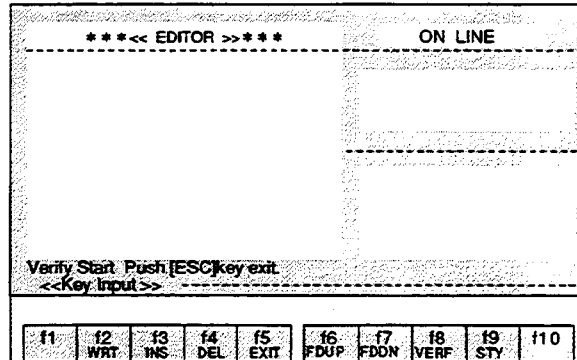 ***<< EDITOR >>*** ON LINE
Verify Start Push [ESC]key exit.
<<Key Input>>
f1 f2 f3 f4 f5 f6 f7 f8 f9 f10
WRT INS DEL EXIT FDUP FDDN VERF STY